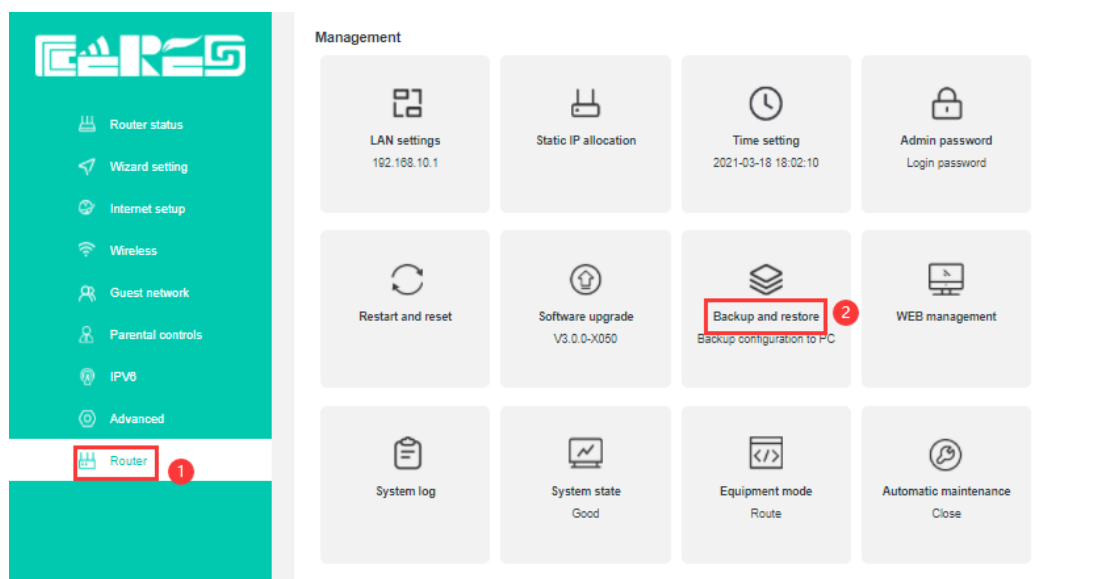 CARES
Router status
Wizard setting
Internet setup
Wireless
Guest network
Parental controls
IPV6
Advanced
Router
1
Management
LAN settings
192.168.10.1
Static IP allocation
Time setting
2021-03-18 18:02:10
Admin password
Login password
Restart and reset
Software upgrade
V3.0.0-X050
Backup and restore
2
Backup configuration to PC
WEB management
System log
System state
Good
Equipment mode
Route
Automatic maintenance
Close